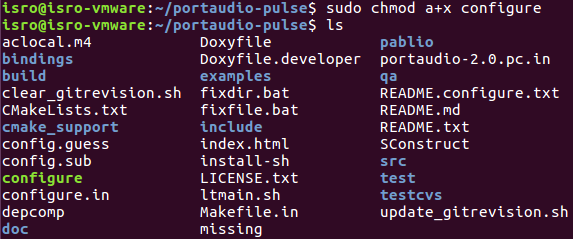 isro@isro-vmware:~/portaudio-pulse$ sudo chmod a+x configure
isro@isro-vmware:~/portaudio-pulse$ ls
aclocal.m4 Doxyfile pablio
bindings Doxyfile.developer portaudio-2.0.pc.in
build examples qa
clear_gitrevision.sh fixdir.bat README.configure.txt
CMakeLists.txt fixfile.bat README.md
cmake_support include README.txt
config.guess index.html SConstruct
config.sub install-sh src
configure LICENSE.txt test
configure.in ltmain.sh testcvs
depcomp Makefile.in update_gitrevision.sh
doc missing